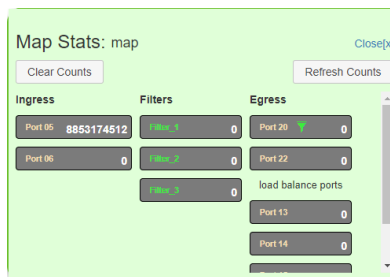 Map Stats: map
Close[x
Clear Counts
Refresh Counts
Ingress
Filters
Egress
Port 05 8853174512
Filter_1 0
Port 20 0
Port 06 0
Filter_2 0
Port 22 0
Filter_3 0
load balance ports
Port 13 0
Port 14 0